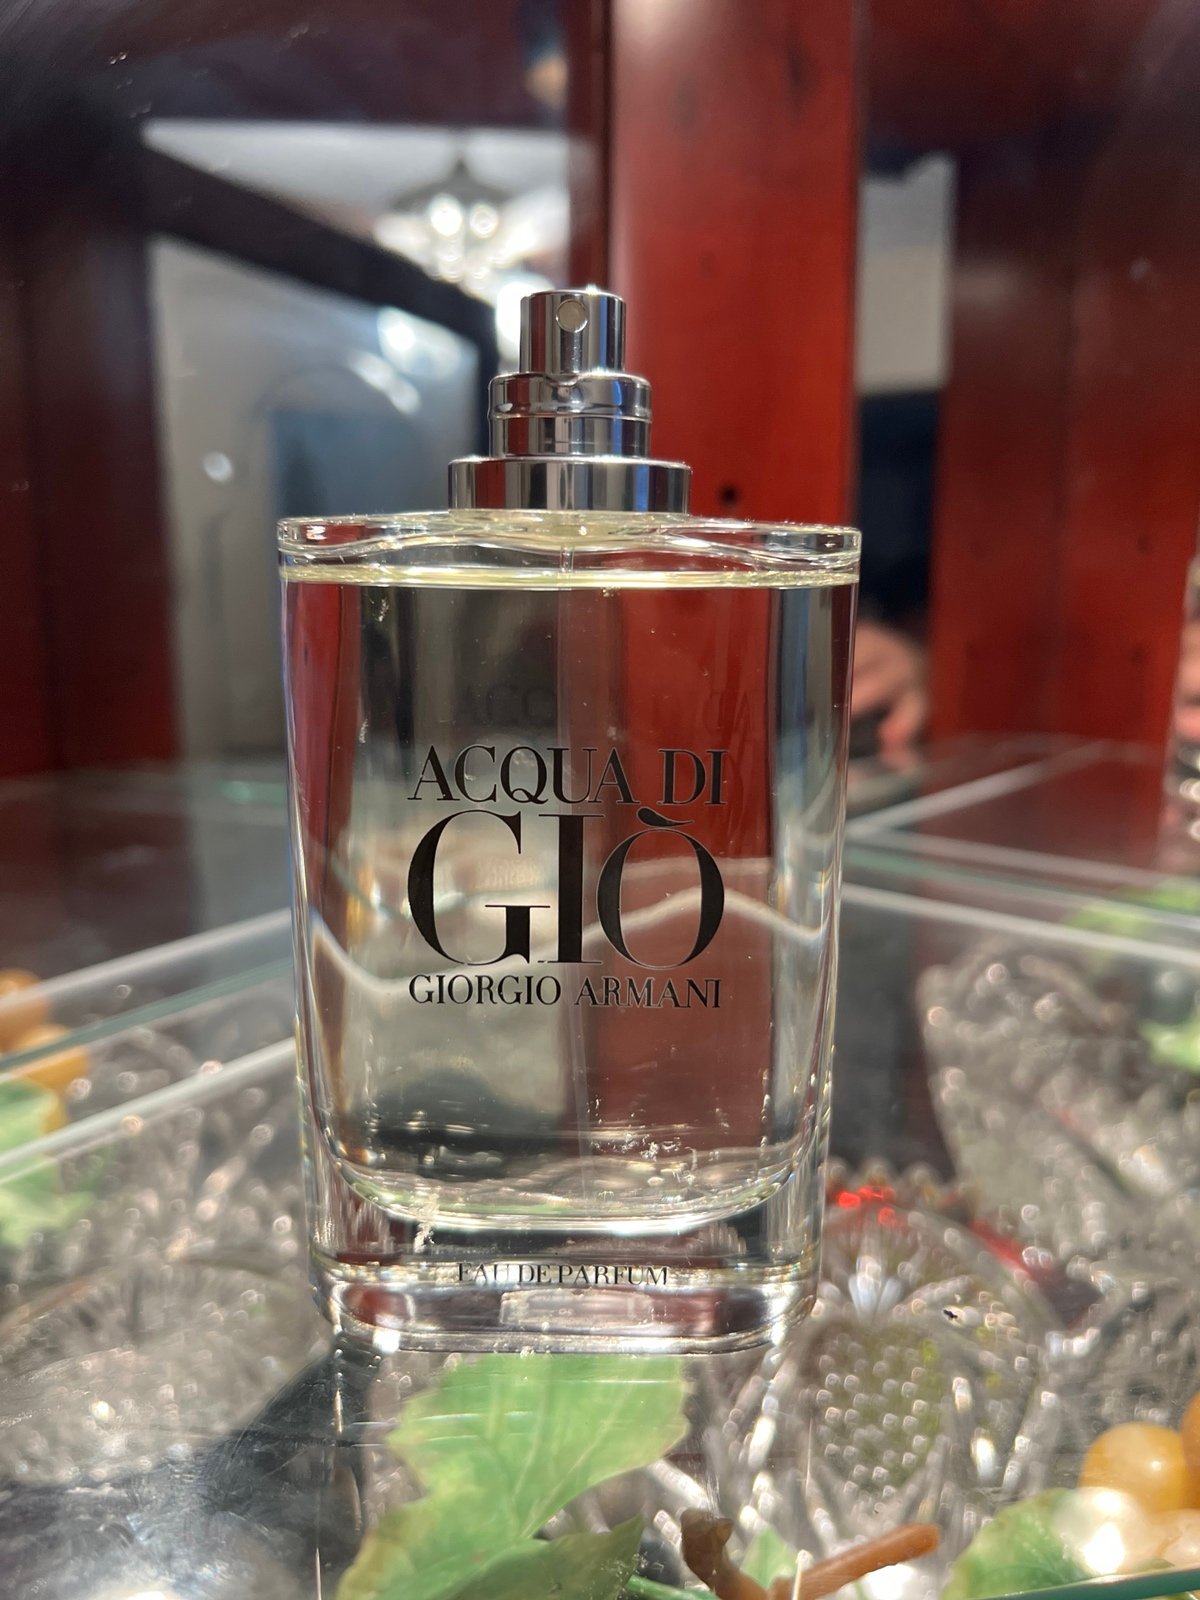 ACQUA DI
GIÒ
GIORGIO ARMANI
EAU DE PARFUM